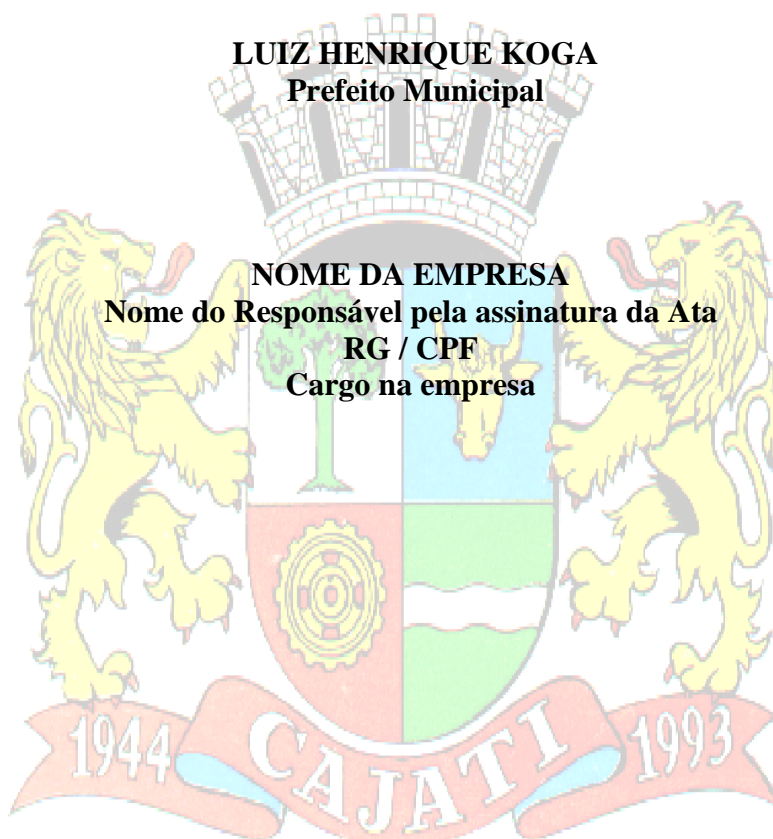 LUIZ HENRIQUE KOGA
Prefeito Municipal
NOME DA EMPRESA
Nome do Responsável pela assinatura da Ata
RG / CPF
Cargo na empresa
1944 CAJATI 1993